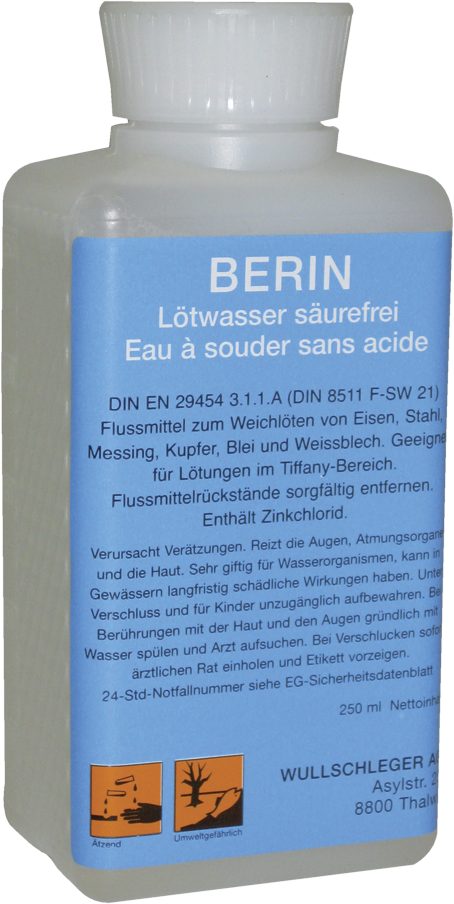 BERIN
Lötwasser säurefrei
Eau à souder sans acide
DIN EN 29454 3.1.1.A (DIN 8511 F-SW 21)
Flussmittel zum Weichlöten von Eisen, Stahl,
Messing, Kupfer, Blei und Weissblech. Geeigne
für Lötungen im Tiffany-Bereich.
Flussmittelrückstände sorgfältig entfernen.
Enthält Zinkchlorid.
Verursacht Verätzungen. Reizt die Augen, Atmungsorgane
und die Haut. Sehr giftig für Wasserorganismen, kann in
Gewässern langfristig schädliche Wirkungen haben. Unter
Verschluss und für Kinder unzugänglich aufbewahren. Be
Berührungen mit der Haut und den Augen gründlich mit
Wasser spülen und Arzt aufsuchen. Bei Verschlucken sofor
ärztlichen Rat einholen und Etikett vorzeigen.
24-Std-Notfallnummer siehe EG-Sicherheitsdatenblatt
250 ml Nettoinha
WULLSCHLEGER A
Asylstr. 2
8800 Thalw
Ätzend
Umweltgefährlich